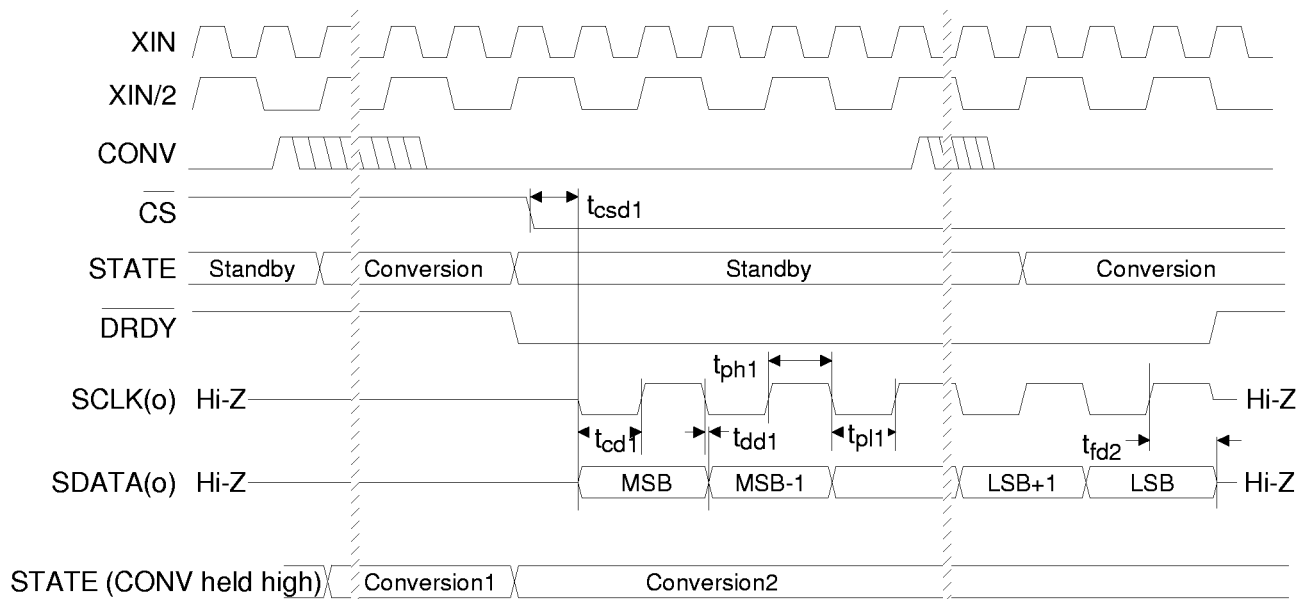 XIN
XIN/2
CONV
CS
tcsd1
STATE Standby Conversion Standby Conversion
DRDY
tph1
SCLK(o) Hi-Z Hi-Z
tcd1 tdd1 tpl1 tfd2
SDATA(o) Hi-Z MSB MSB-1 LSB+1 LSB Hi-Z
STATE (CONV held high) Conversion1 Conversion2